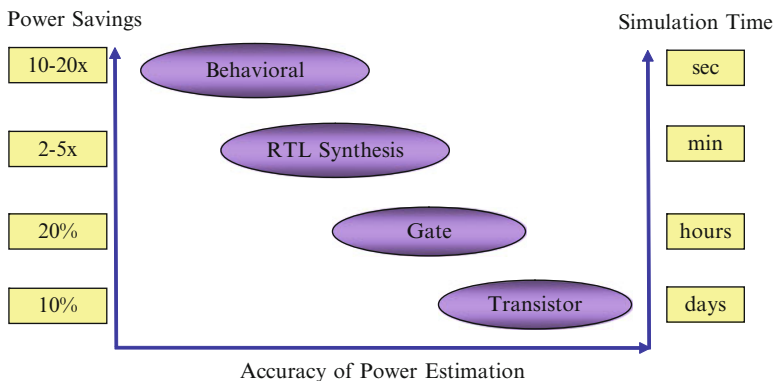 Power Savings
Simulation Time
10-20x
Behavioral
sec
2-5x
RTL Synthesis
min
20%
Gate
hours
10%
Transistor
days
Accuracy of Power Estimation